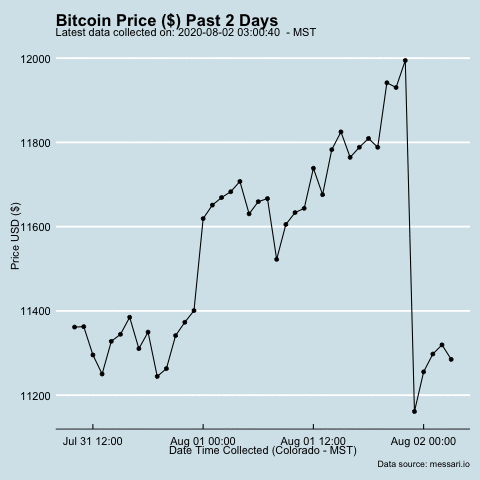 Bitcoin Price ($) Past 2 Days
Latest data collected on: 2020-08-02 03:00:40  - MST
12000
11800
11600
11400
11200
Price USD ($)
Jul 31 12:00 Aug 01 00:00 Aug 01 12:00 Aug 02 00:00
Date Time Collected (Colorado - MST)
Data source: messari.io